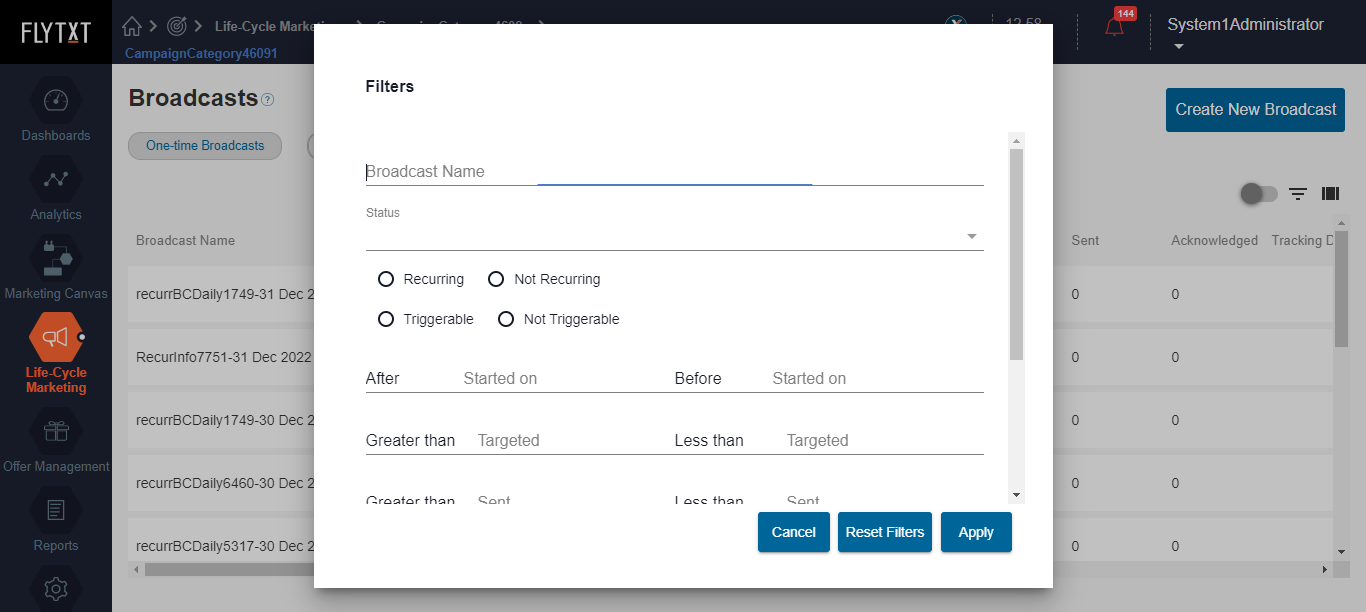 FLYTXT
Life-Cycle
12.58
144
System1Administrator
CampaignCategory46091
Broadcasts
?
Create New Broadcast
One-time Broadcasts
Dashboards
Analytics
Marketing Canvas
Life-Cycle
Marketing
Offer Management
Reports
Broadcast Name
Sent
Acknowledged
Tracking D
recurrBCDaily1749-31 Dec 2
0
0
RecurInfo7751-31 Dec 2022
0
0
recurrBCDaily1749-30 Dec 2
0
0
recurrBCDaily6460-30 Dec 2
0
0
recurrBCDaily5317-30 Dec 2
0
0
Filters
Broadcast Name
Status
Recurring
Not Recurring
Triggerable
Not Triggerable
After
Started on
Before
Started on
Greater than
Targeted
Less than
Targeted
Greater than
Sent
Less than
Sent
Cancel
Reset Filters
Apply